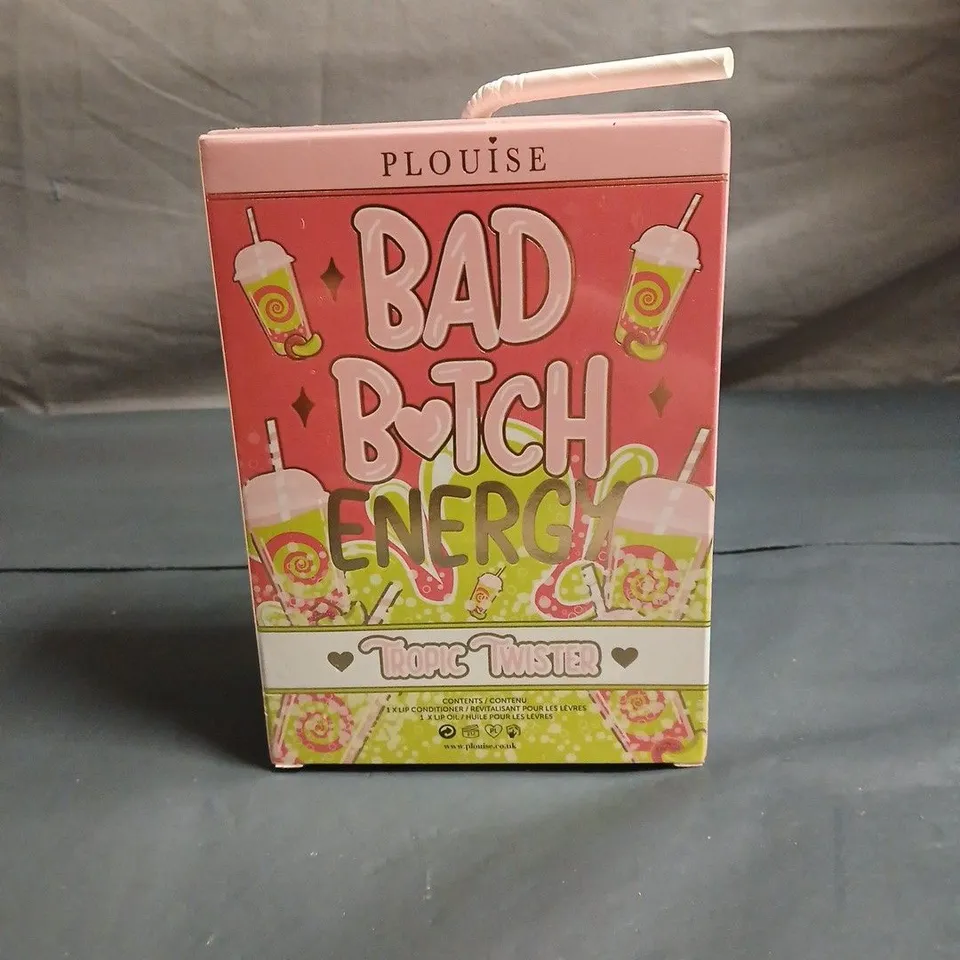 PLOUISE
BAD
B♥TCH
ENERGY
TROPIC TWISTER
CONTENTS / CONTENU
1 X LIP CONDITIONER / REVITALISANT POUR LES LÈVRES
1 X LIP OIL / HUILE POUR LES LÈVRES
www.plouise.co.uk